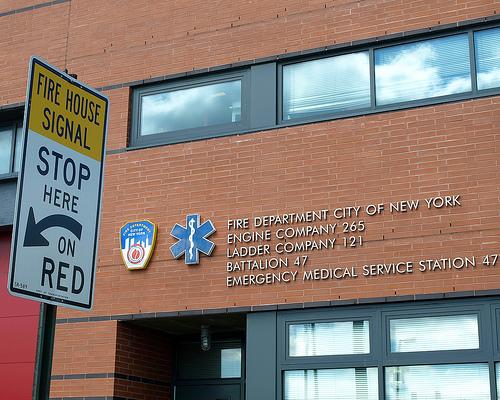 FIRE HOUSE
SIGNAL
STOP
HERE
ON
RED
FIRE DEPARTMENT CITY OF NEW YORK
ENGINE COMPANY 265
LADDER COMPANY 121
BATTALION 47
EMERGENCY MEDICAL SERVICE STATION 47